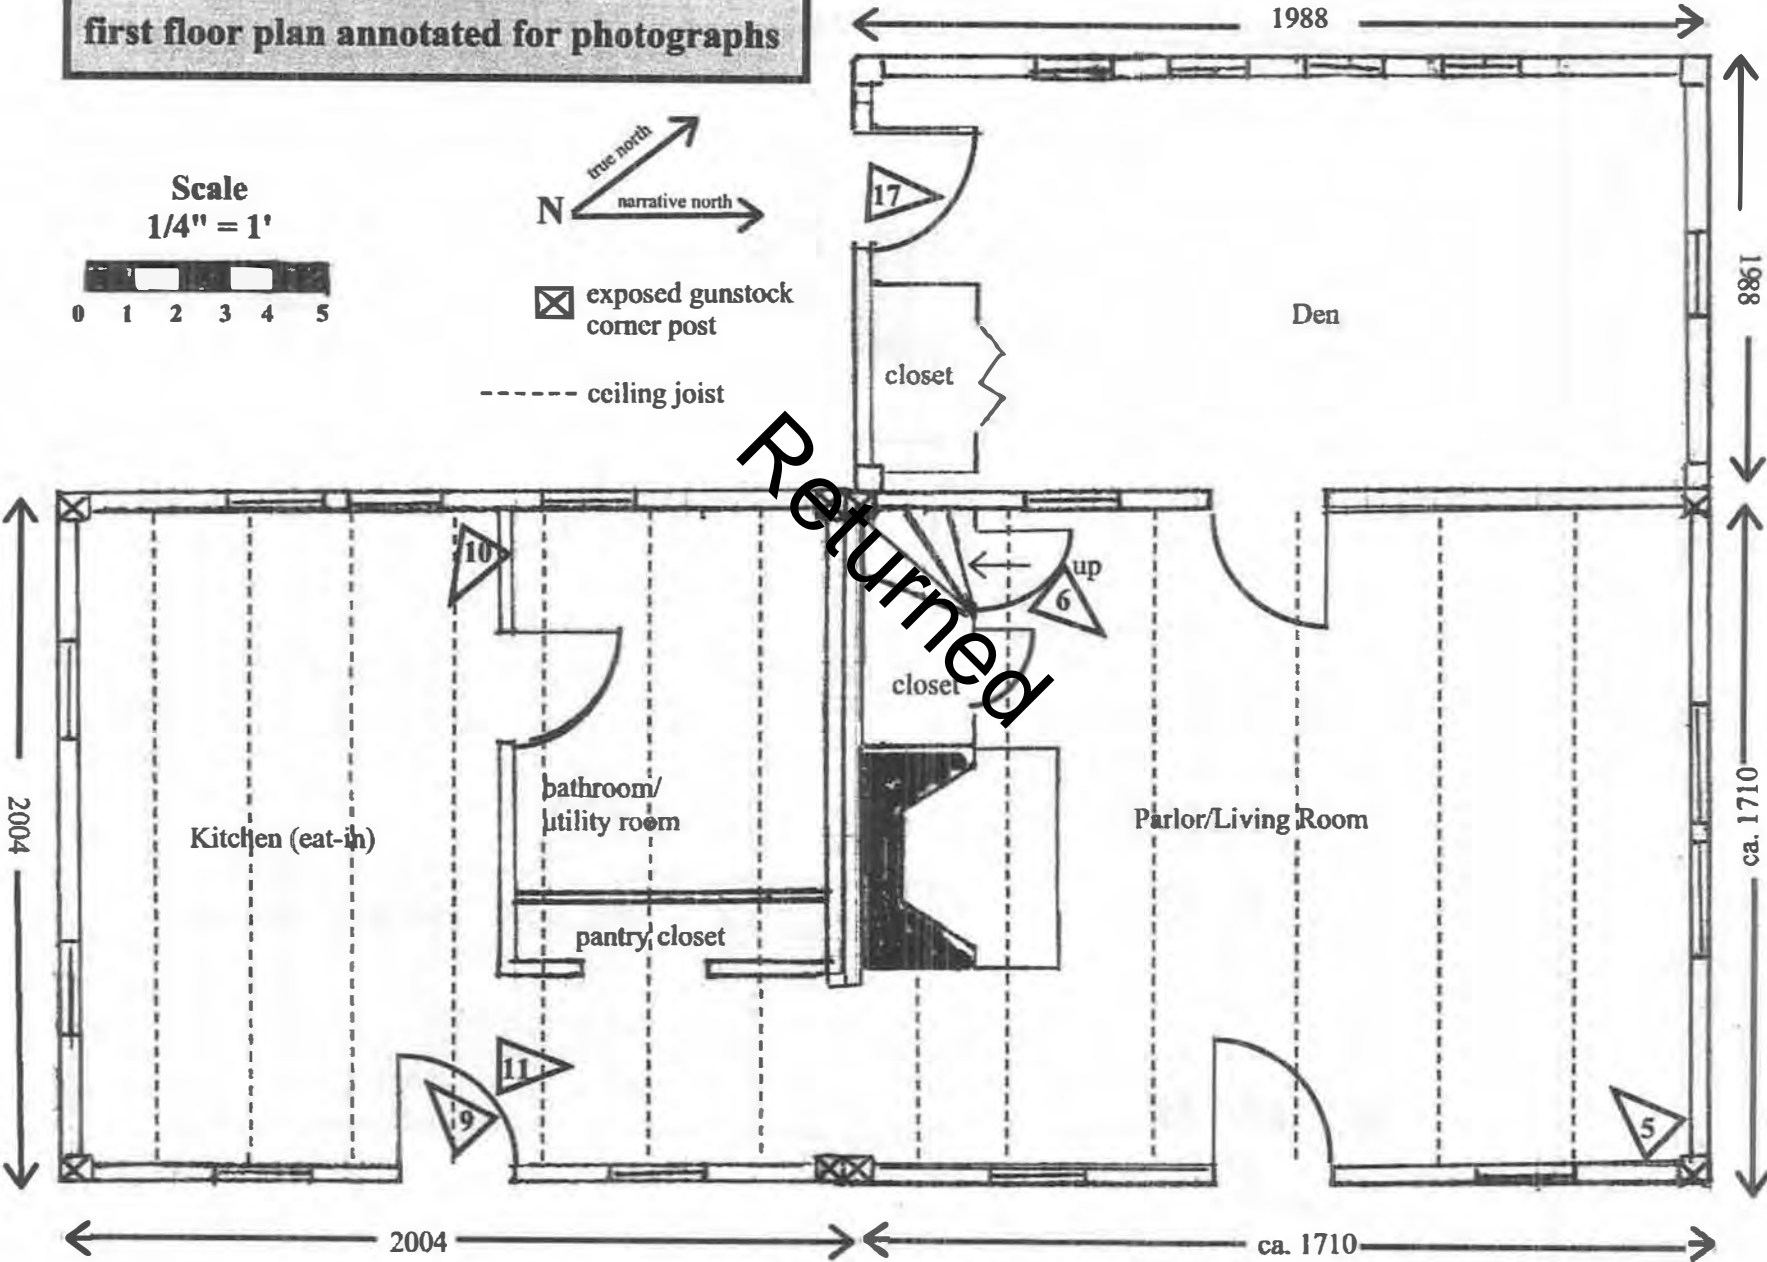 first floor plan annotated for photographs
1988
Scale
1/4" = 1'
0 1 2 3 4 5
true north
N
narrative north
exposed gunstock
corner post
ceiling joist
17
closet
Den
1988
Returned
10
up
6
closet
bathroom/
utility room
Kitchen (eat-in)
Parlor/Living Room
pantry closet
2004
ca. 1710
11
9
5
2004
ca. 1710